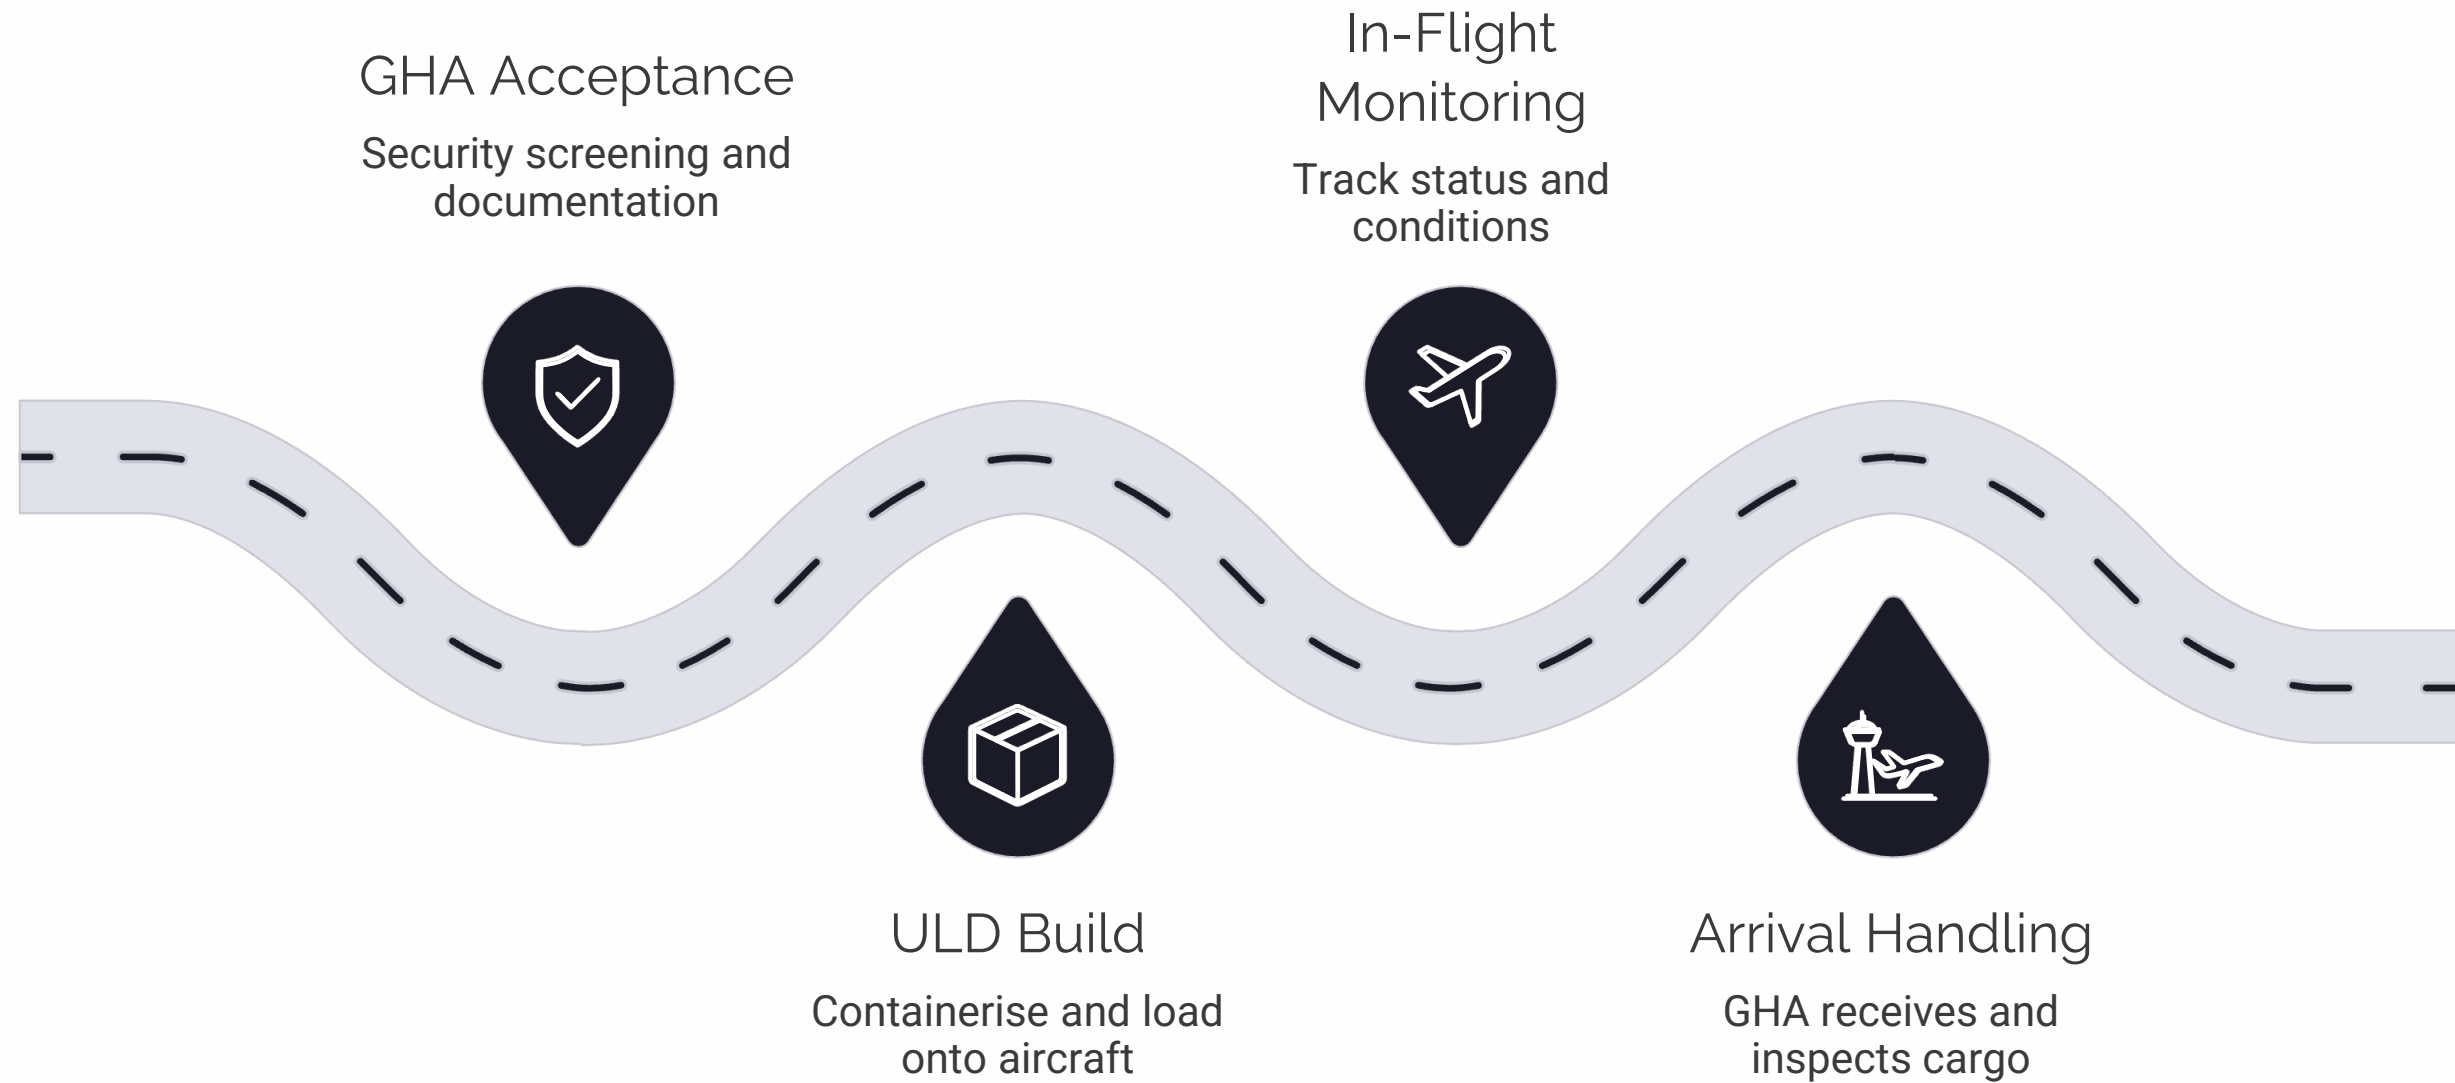 GHA Acceptance
Security screening and
documentation
ULD Build
Containerise and load
onto aircraft
In-Flight
Monitoring
Track status and
conditions
Arrival Handling
GHA receives and
inspects cargo